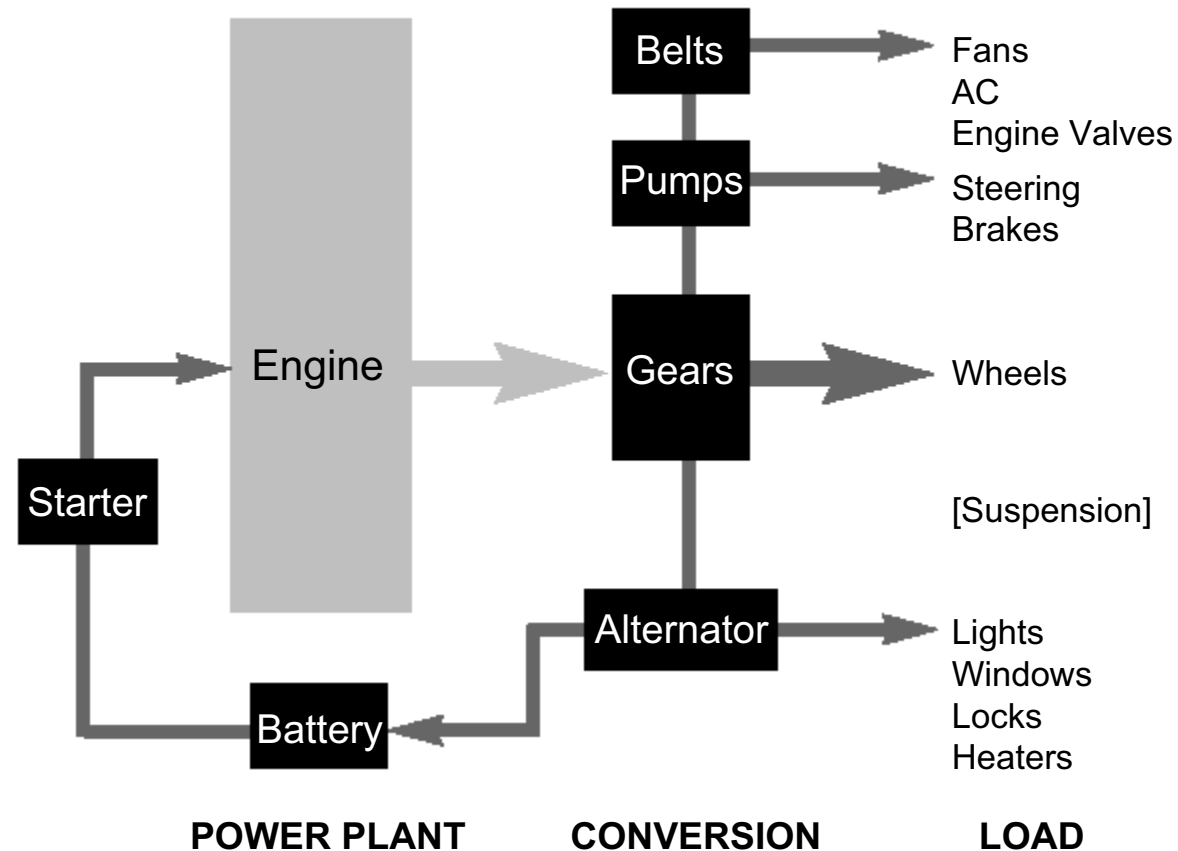 Belts
Fans
AC
Engine Valves
Pumps
Steering
Brakes
Engine
Gears
Wheels
Starter
[Suspension]
Alternator
Lights
Windows
Locks
Heaters
Battery
POWER PLANT
CONVERSION
LOAD